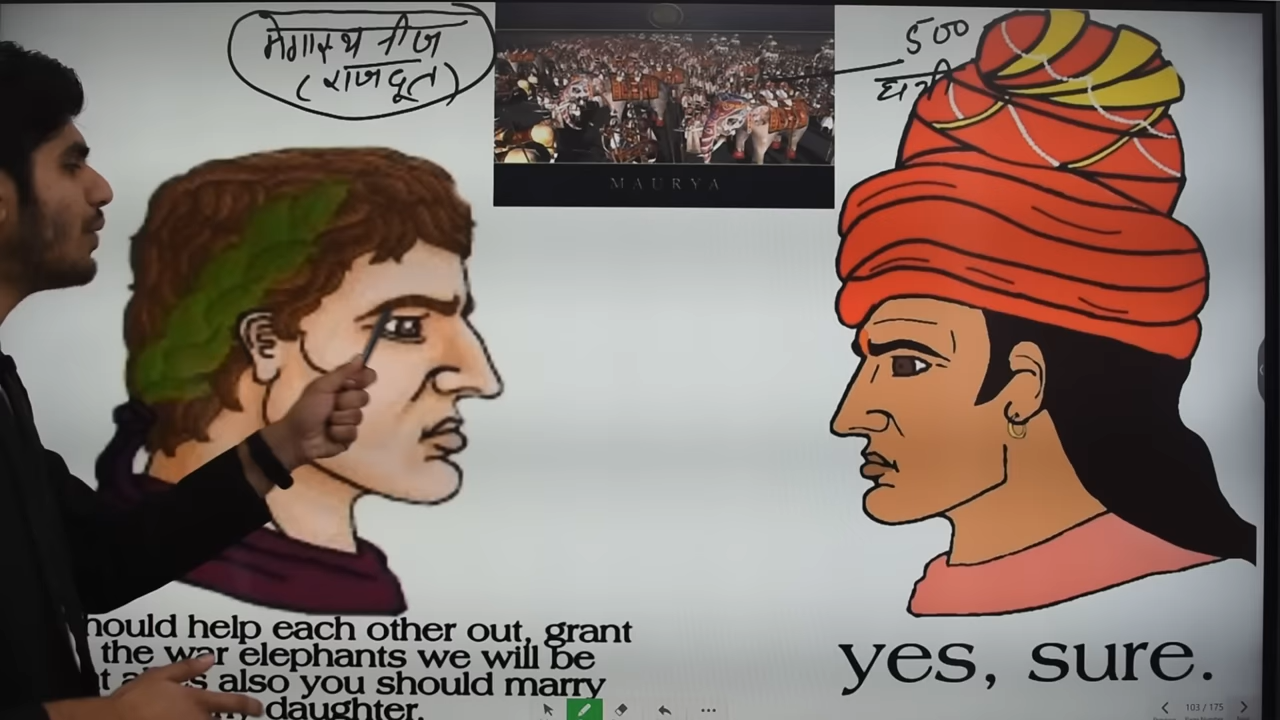 मेगास्थनीज
(राजदूत)
500
MAURYA
hould help each other out, grant
the war elephants we will be
also you should marry
daughter.
yes, sure.
103 / 175